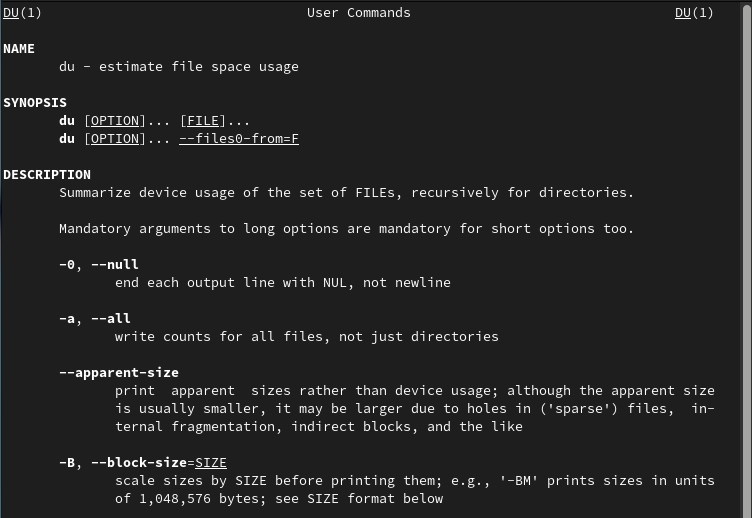 DU(1) User Commands DU(1)
NAME
du - estimate file space usage
SYNOPSIS
du [OPTION]... [FILE]...
du [OPTION]... --files0-from=F
DESCRIPTION
Summarize device usage of the set of FILEs, recursively for directories.
Mandatory arguments to long options are mandatory for short options too.
-0, --null
end each output line with NUL, not newline
-a, --all
write counts for all files, not just directories
--apparent-size
print apparent sizes rather than device usage; although the apparent size
is usually smaller, it may be larger due to holes in ('sparse') files, in-
ternal fragmentation, indirect blocks, and the like
-B, --block-size=SIZE
scale sizes by SIZE before printing them; e.g., '-BM' prints sizes in units
of 1,048,576 bytes; see SIZE format below